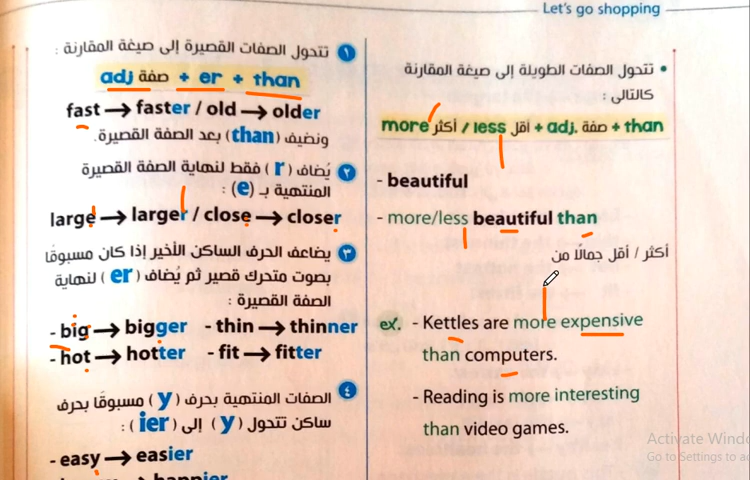 Let's go shopping
١ تتحول الصفات القصيرة إلى صيغة المقارنة :
adj صفة + er + than
fast → faster / old → older
ونضيف (than) بعد الصفة القصيرة.
٢ يُضاف (r) فقط لنهاية الصفة القصيرة
المنتهية بـ (e) :
large → larger / close → closer
٣ يضاعف الحرف الساكن الأخير إذا كان مسبوقًا
بصوت متحرك قصير ثم يُضاف (er) لنهاية
الصفة القصيرة :
- big → bigger - thin → thinner
- hot → hotter - fit → fitter
٤ الصفات المنتهية بحرف (y) مسبوقًا بحرف
ساكن تتحول (y) إلى (ier) :
- easy → easier
happier
• تتحول الصفات الطويلة إلى صيغة المقارنة
كالتالى :
more أكثر / less أقل + adj. صفة + than
- beautiful
- more/less beautiful than
أكثر / أقل جمالًا من
ex. - Kettles are more expensive
than computers.
- Reading is more interesting
than video games.
Activate Windo
Go to Settings to a